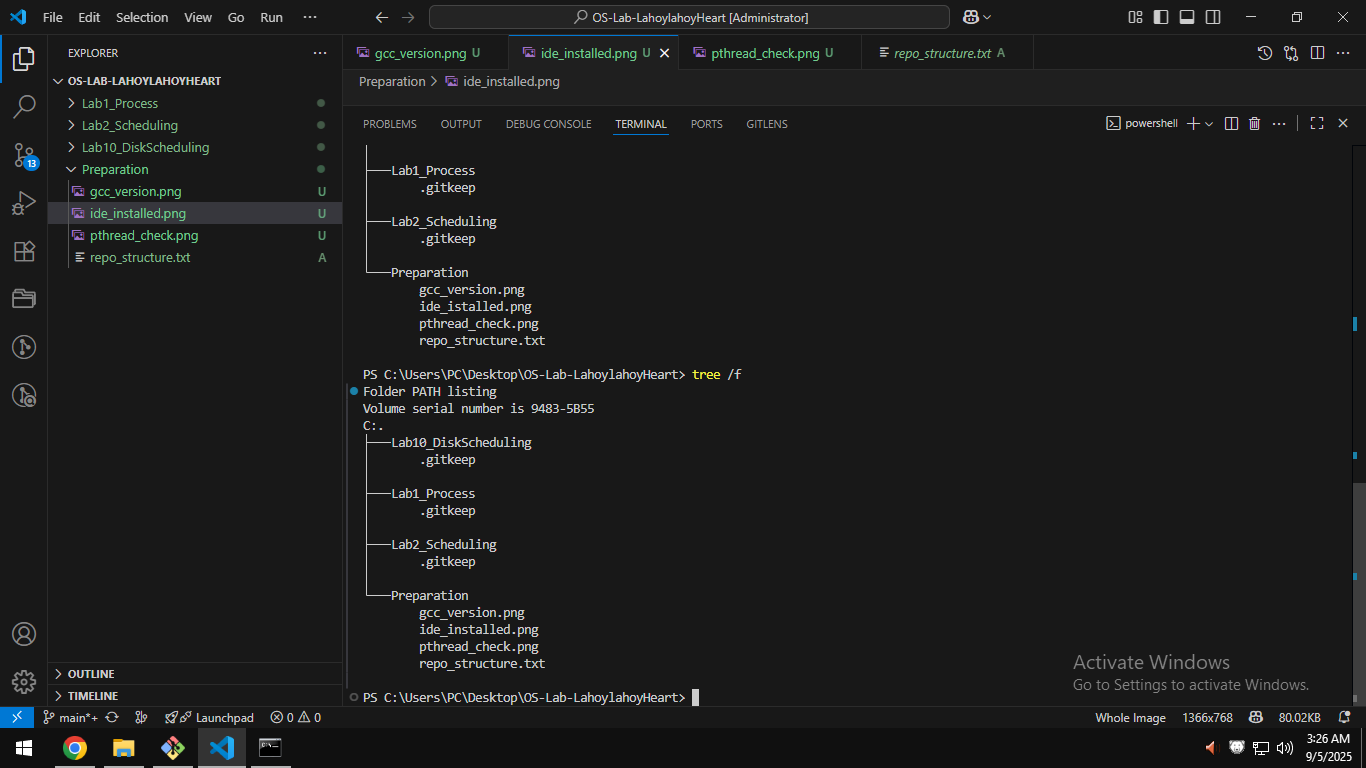 File Edit Selection View Go Run ··· OS-Lab-LahoylahoyHeart [Administrator]
EXPLORER
OS-LAB-LAHOYLAHOYHEART
Lab1_Process
Lab2_Scheduling
Lab10_DiskScheduling
Preparation
gcc_version.png U
ide_installed.png U
pthread_check.png U
repo_structure.txt A
13
OUTLINE
TIMELINE
gcc_version.png U ide_installed.png U pthread_check.png U repo_structure.txt A
Preparation > ide_installed.png
PROBLEMS OUTPUT DEBUG CONSOLE TERMINAL PORTS GITLENS powershell
├───Lab1_Process
│       .gitkeep
├───Lab2_Scheduling
│       .gitkeep
└───Preparation
        gcc_version.png
        ide_istalled.png
        pthread_check.png
        repo_structure.txt
PS C:\Users\PC\Desktop\OS-Lab-LahoylahoyHeart> tree /f
Folder PATH listing
Volume serial number is 9483-5B55
C:.
├───Lab10_DiskScheduling
│       .gitkeep
├───Lab1_Process
│       .gitkeep
├───Lab2_Scheduling
│       .gitkeep
└───Preparation
        gcc_version.png
        ide_installed.png
        pthread_check.png
        repo_structure.txt
PS C:\Users\PC\Desktop\OS-Lab-LahoylahoyHeart>
Activate Windows
Go to Settings to activate Windows.
main*+ Launchpad 0 0 Whole Image 1366x768 80.02KB
3:26 AM
9/5/2025